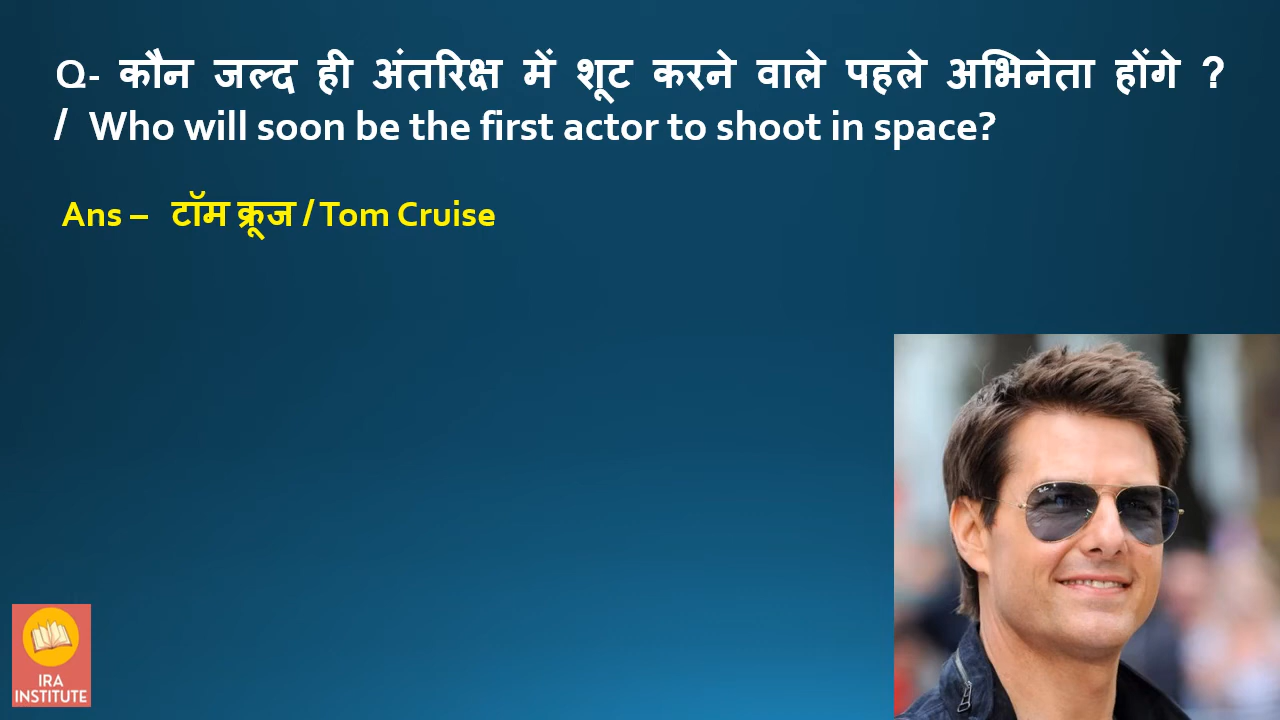 Q- कौन जल्द ही अंतरिक्ष में शूट करने वाले पहले अभिनेता होंगे ?
/ Who will soon be the first actor to shoot in space?
Ans – टॉम क्रूज / Tom Cruise
IRA
INSTITUTE